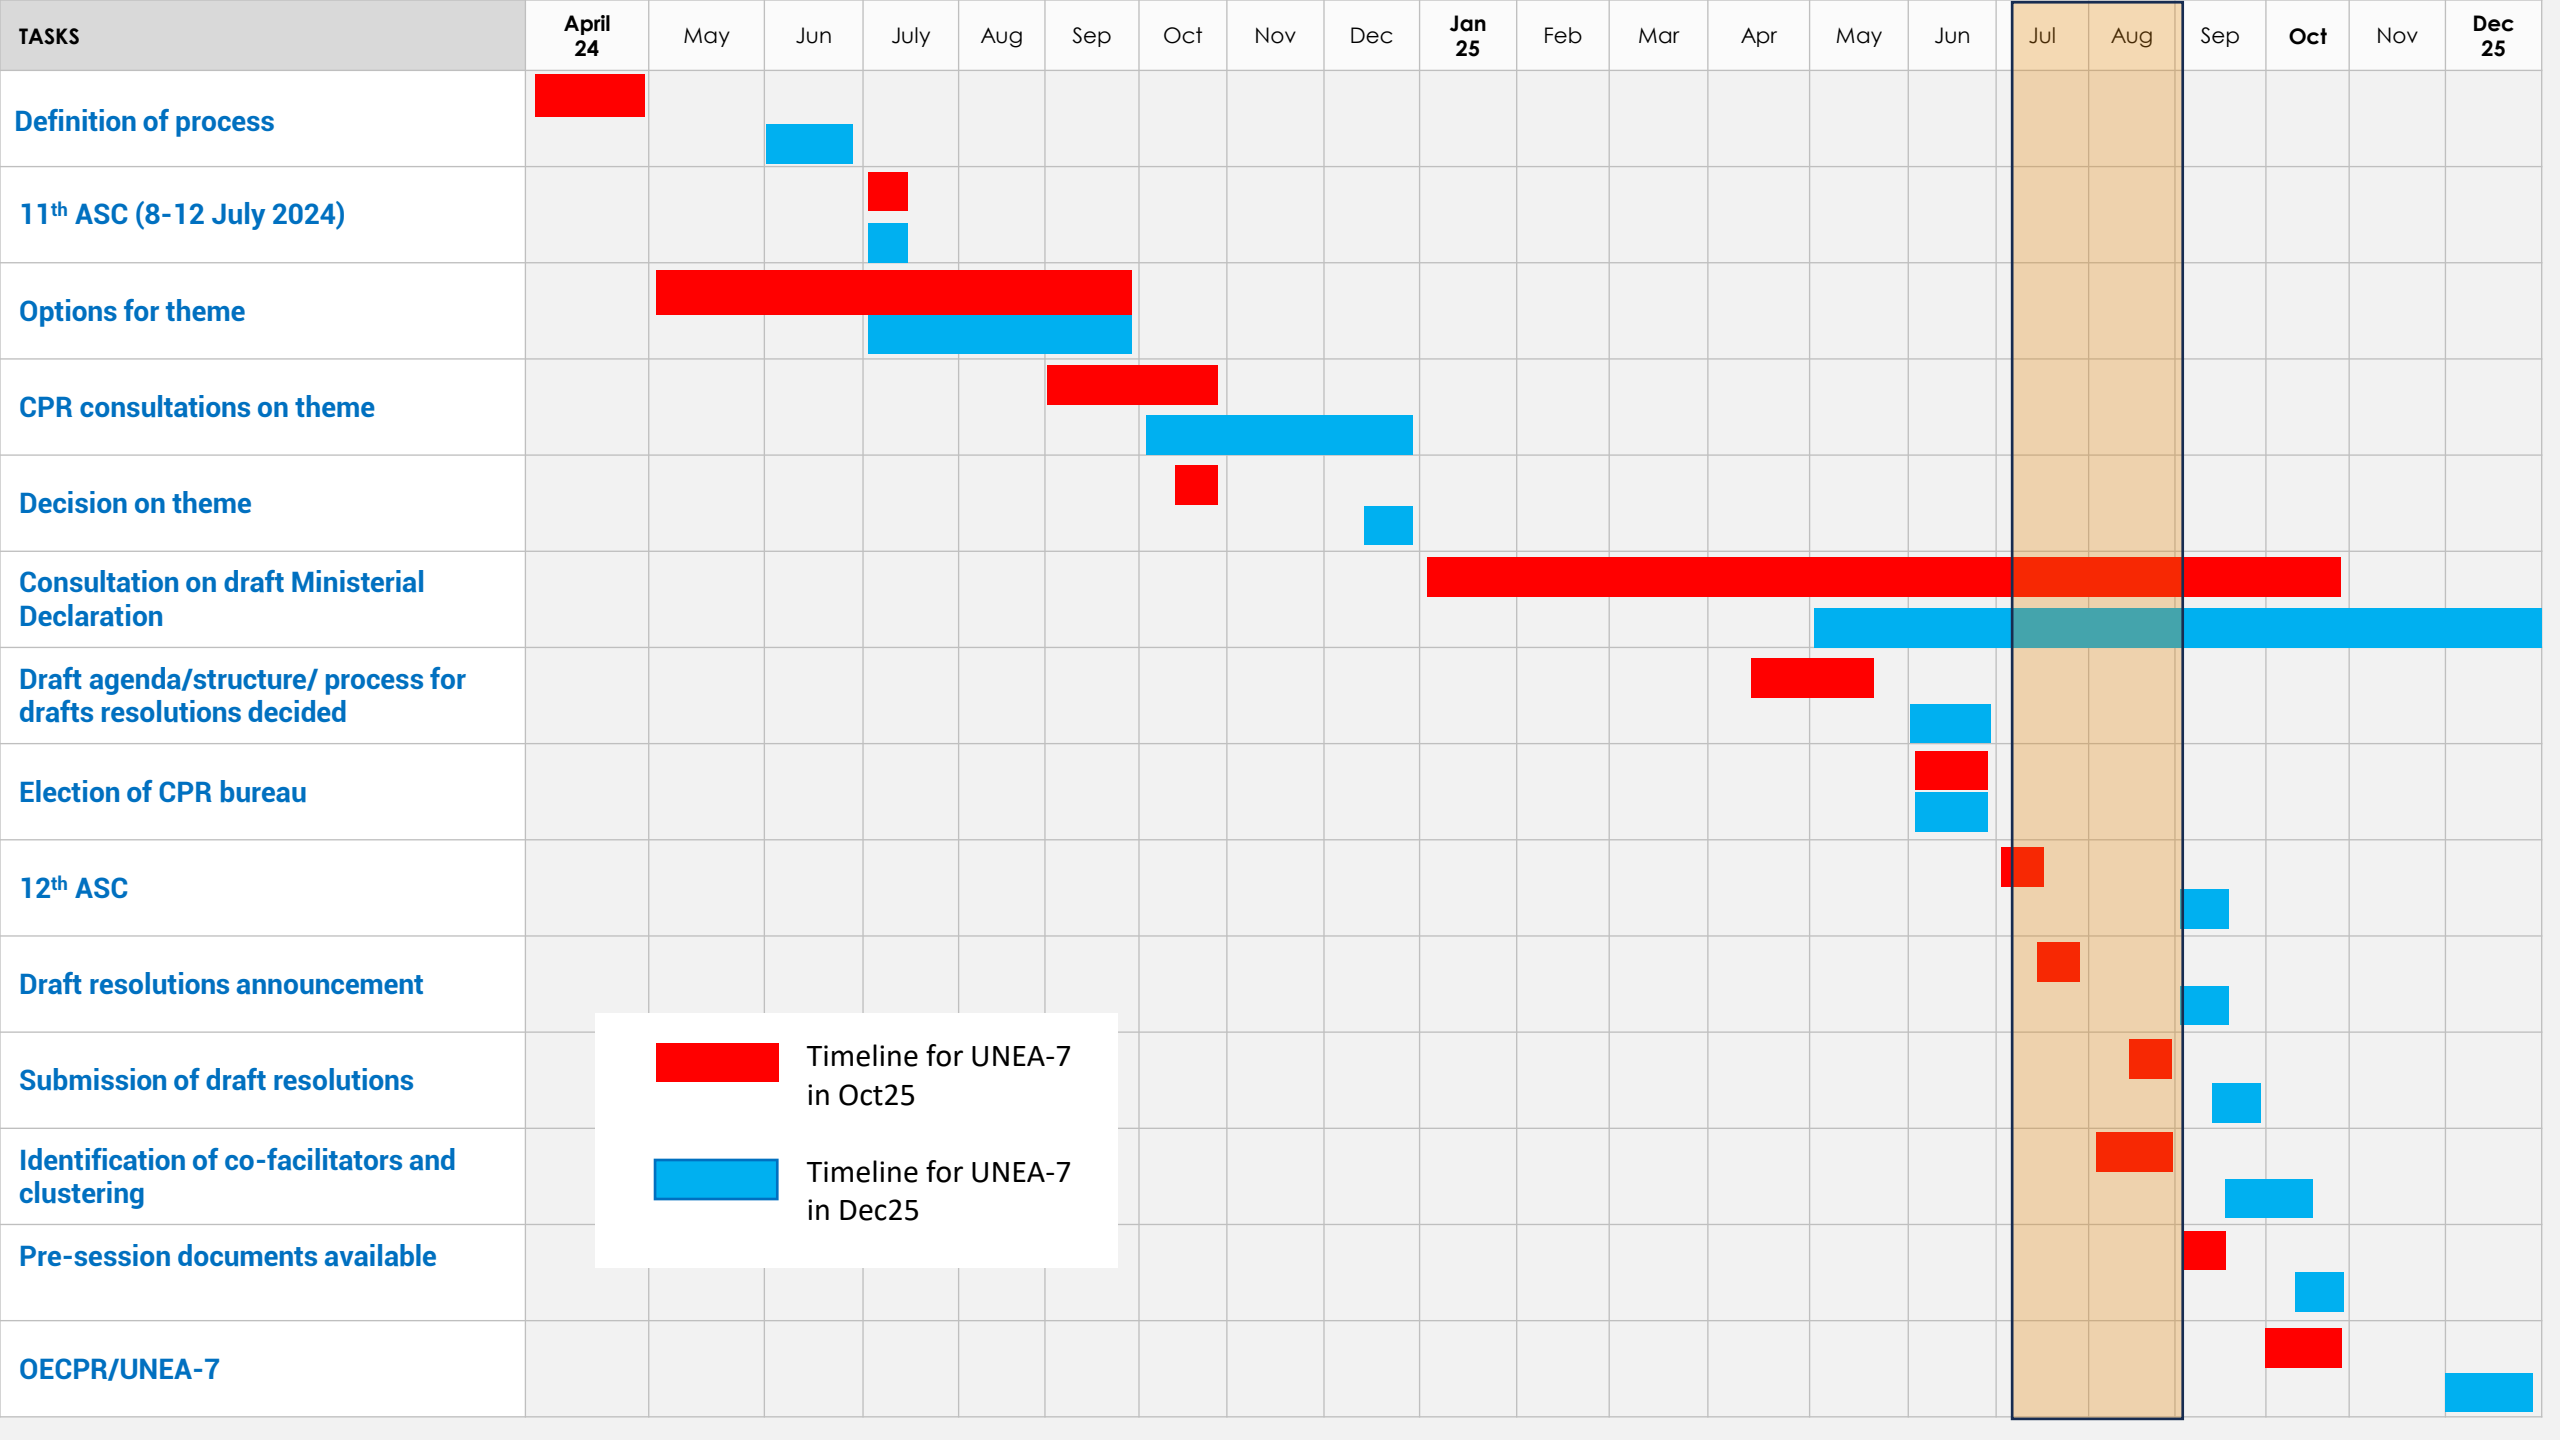 TASKS
April
24
May
Jun
July
Aug
Sep
Oct
Nov
Dec
Jan
25
Feb
Mar
Apr
May
Jun
Jul
Aug
Sep
Oct
Nov
Dec
25
Definition of process
11th ASC (8-12 July 2024)
Options for theme
CPR consultations on theme
Decision on theme
Consultation on draft Ministerial
Declaration
Draft agenda/structure/ process for
drafts resolutions decided
Election of CPR bureau
12th ASC
Draft resolutions announcement
Submission of draft resolutions
Identification of co-facilitators and
clustering
Pre-session documents available
OECPR/UNEA-7
Timeline for UNEA-7
in Oct25
Timeline for UNEA-7
in Dec25